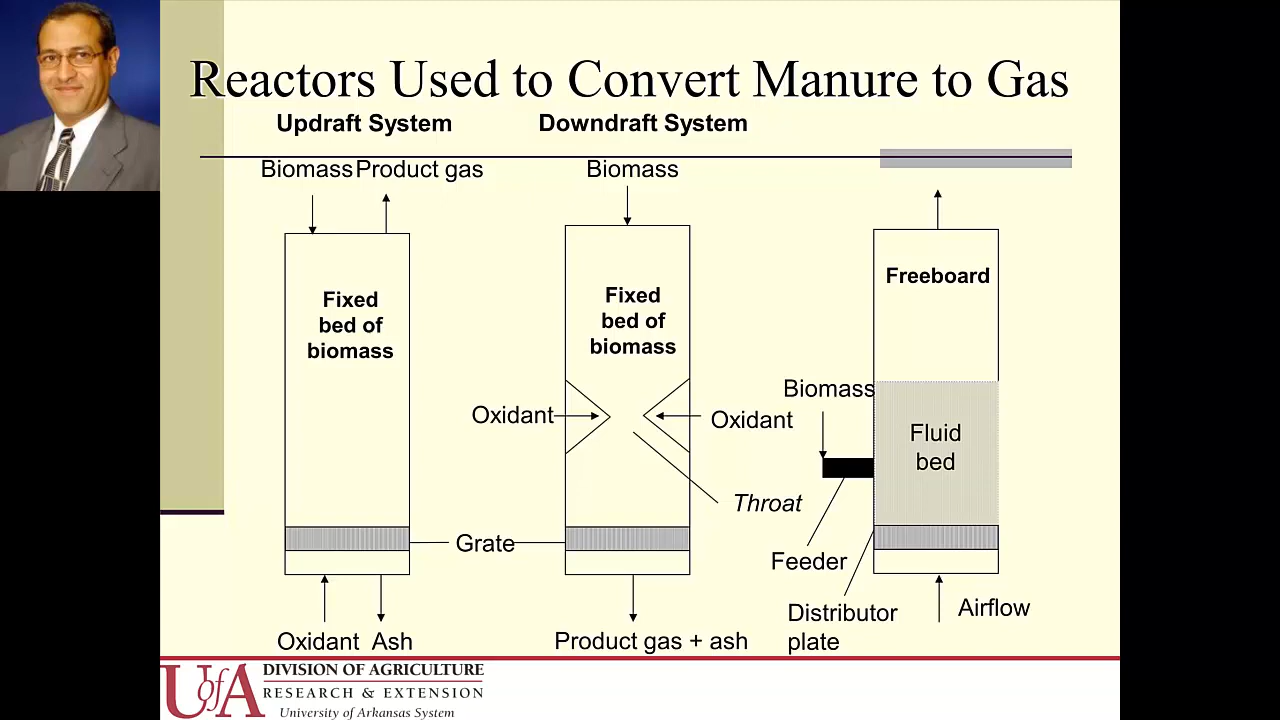 Reactors Used to Convert Manure to Gas
Updraft System
Downdraft System
Biomass
Product gas
Biomass
Fixed
bed of
biomass
Fixed
bed of
biomass
Freeboard
Biomass
Oxidant
Oxidant
Fluid
bed
Throat
Grate
Feeder
Distributor
plate
Airflow
Oxidant
Ash
Product gas + ash
UofA
DIVISION OF AGRICULTURE
RESEARCH & EXTENSION
University of Arkansas System